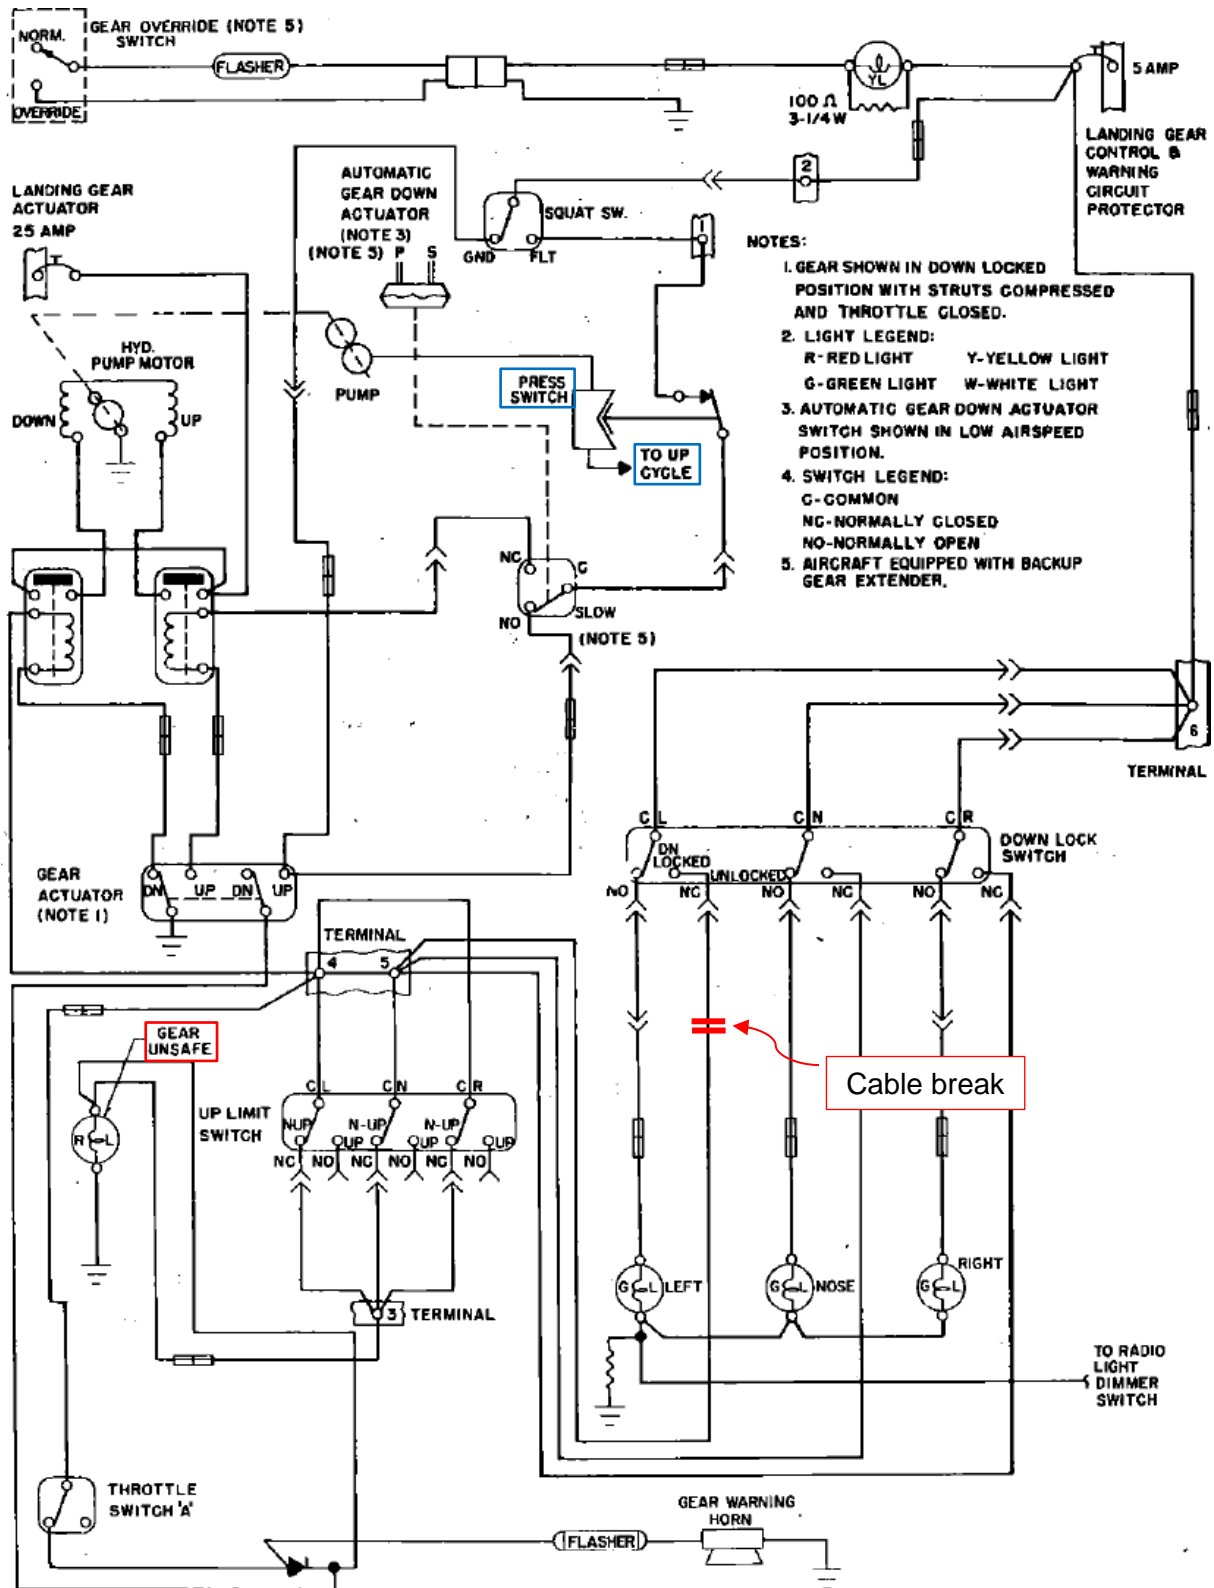 GEAR OVERRIDE (NOTE 5)
SWITCH
NORM.
OVERRIDE
FLASHER
YL
100 Ω
3-1/4W
5 AMP
LANDING GEAR
CONTROL &
WARNING
CIRCUIT
PROTECTOR
2
LANDING GEAR
ACTUATOR
25 AMP
AUTOMATIC
GEAR DOWN
ACTUATOR
(NOTE 3)
(NOTE 5)
P S
SQUAT SW.
GND
FLT
NOTES:
1. GEAR SHOWN IN DOWN LOCKED
POSITION WITH STRUTS COMPRESSED
AND THROTTLE CLOSED.
2. LIGHT LEGEND:
R-RED LIGHT Y-YELLOW LIGHT
G-GREEN LIGHT W-WHITE LIGHT
3. AUTOMATIC GEAR DOWN ACTUATOR
SWITCH SHOWN IN LOW AIRSPEED
POSITION.
4. SWITCH LEGEND:
C-COMMON
NC-NORMALLY CLOSED
NO-NORMALLY OPEN
5. AIRCRAFT EQUIPPED WITH BACKUP
GEAR EXTENDER.
HYD.
PUMP MOTOR
DOWN
UP
PUMP
PRESS
SWITCH
TO UP
CYCLE
NC
C
SLOW
NO
(NOTE 5)
6
TERMINAL
C L
C N
C R
DN
LOCKED
UNLOCKED
NO
NC
NO
NC
NO
NC
DOWN LOCK
SWITCH
GEAR
ACTUATOR
(NOTE 1)
DN
UP
DN
UP
TERMINAL
4
5
GEAR
UNSAFE
R L
Cable break
C L
C N
C R
UP LIMIT
SWITCH
N-UP
UP
N-UP
UP
N-UP
UP
NC
NO
NC
NO
NC
NO
3 TERMINAL
G L LEFT
G L NOSE
G L RIGHT
TO RADIO
LIGHT
DIMMER
SWITCH
THROTTLE
SWITCH 'A'
GEAR WARNING
HORN
FLASHER